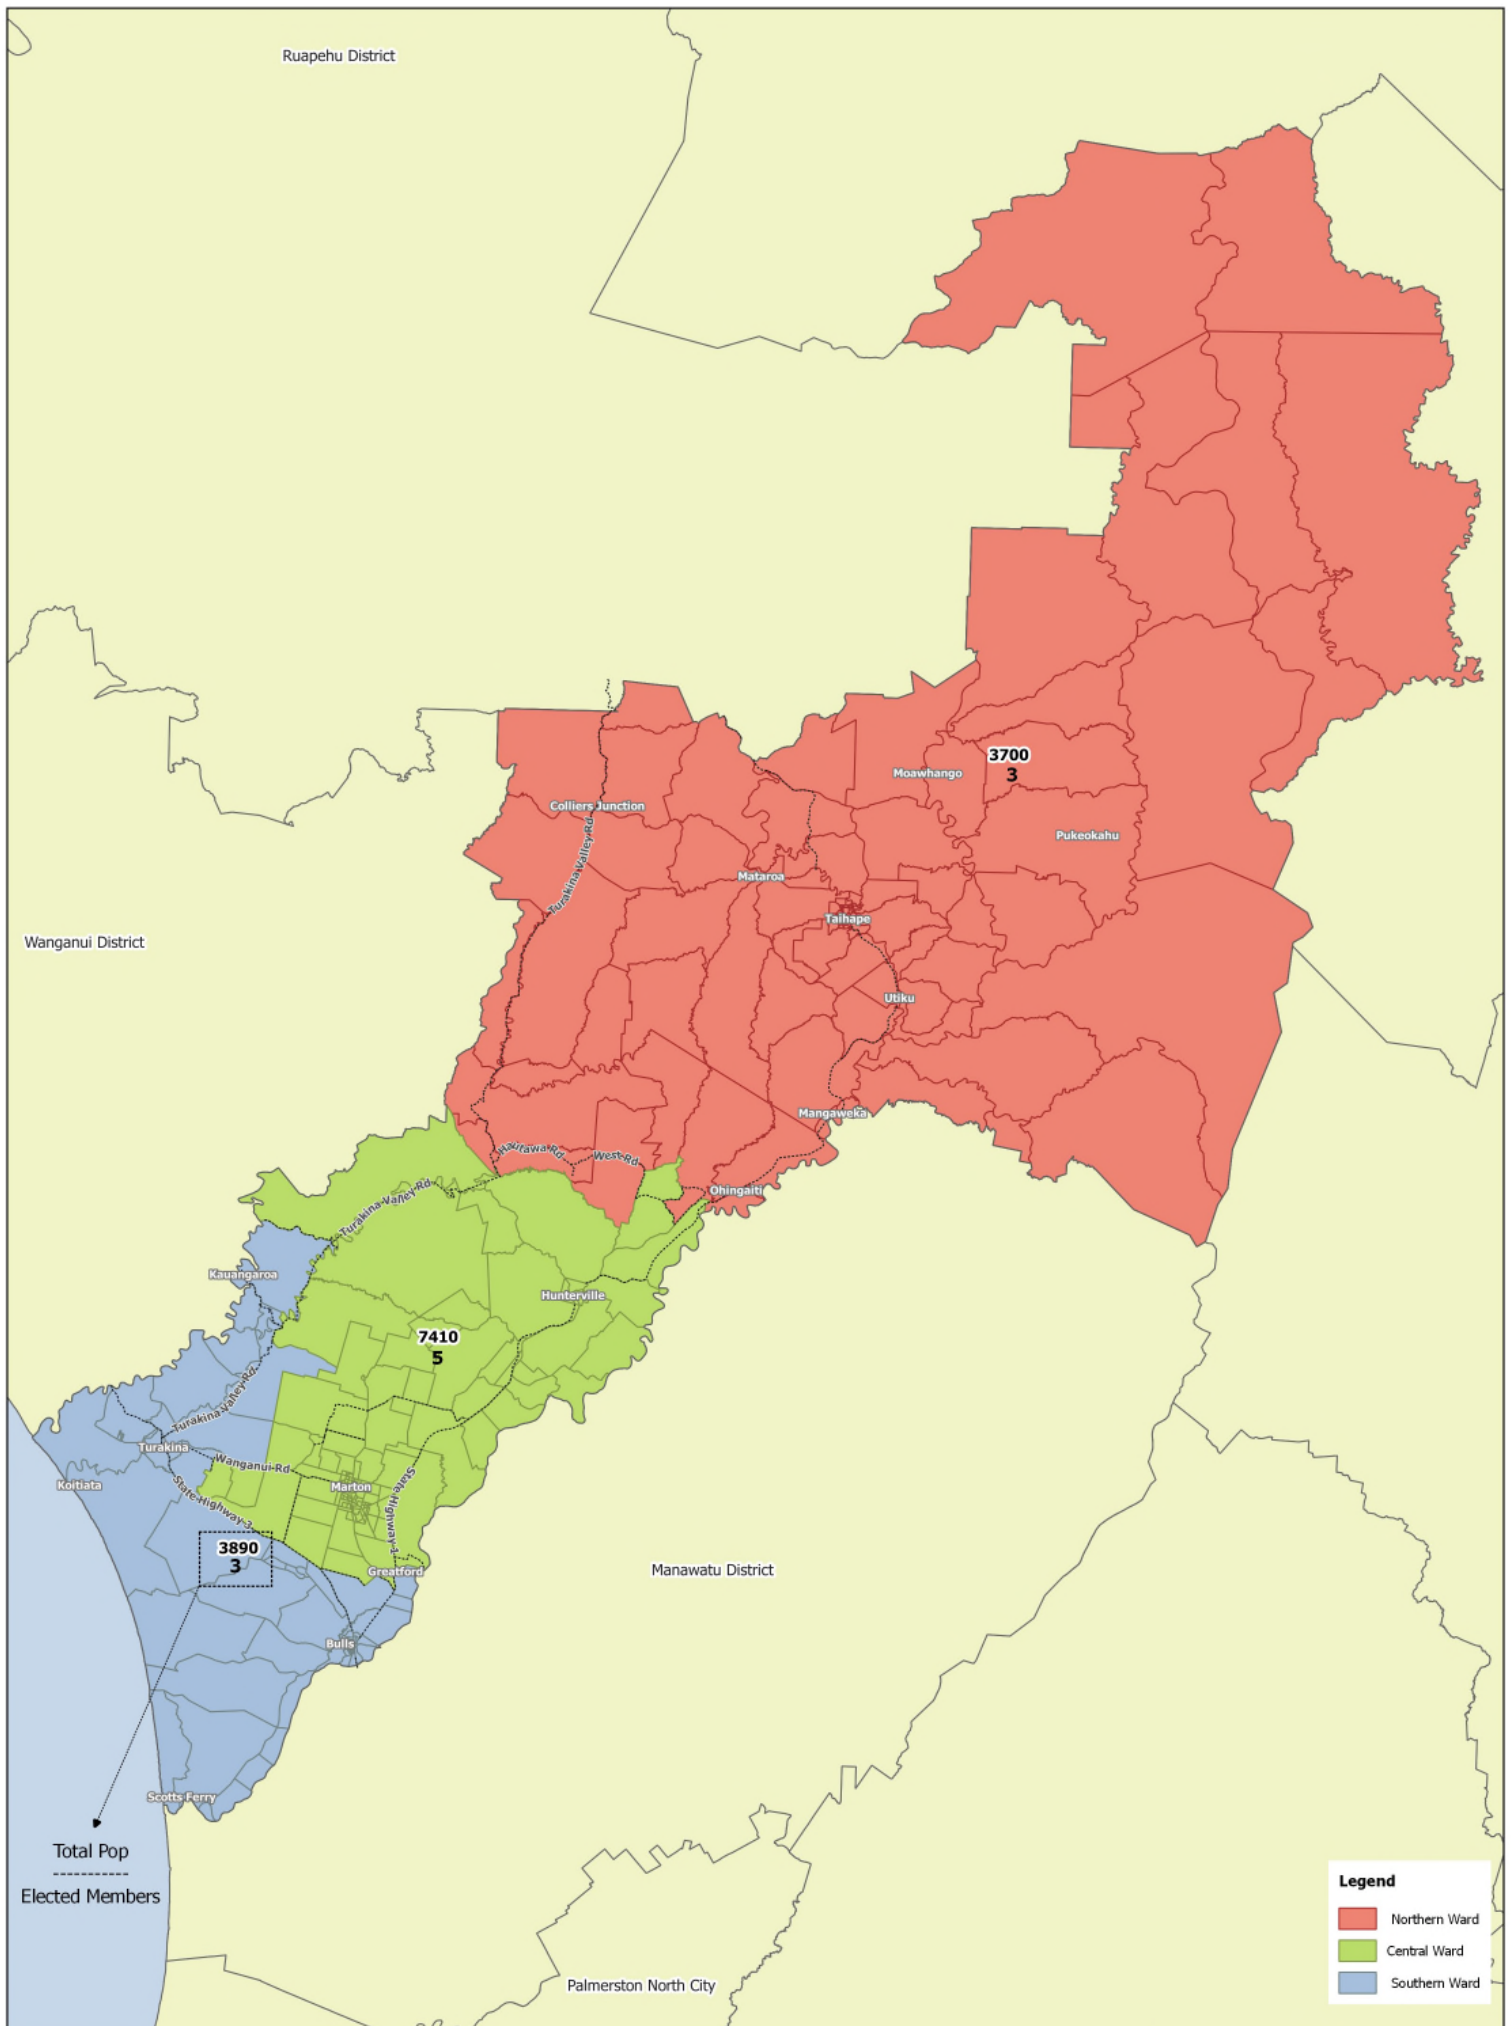 Ruapehu District
3700
3
Moawhango
Colliers Junction
Pukeokahu
Turakina Valley Rd
Mataroa
Taihape
Wanganui District
Utiku
Mangaweka
Hautawa Rd
West Rd
Ohingaiti
Turakina Valley Rd
Kauangaroa
Hunterville
7410
5
Turakina Valley Rd
Turakina
Wanganui Rd
Koitiata
Marton
State Highway 3
State Highway 1
3890
3
Greatford
Manawatu District
Bulls
Scotts Ferry
Total Pop
-----------
Elected Members
Palmerston North City
Legend
Northern Ward
Central Ward
Southern Ward